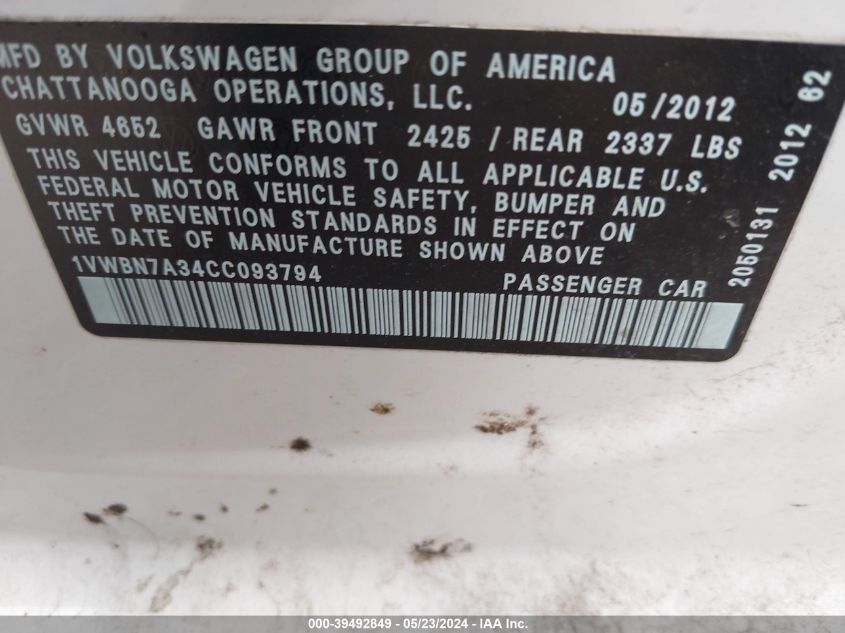 MFD BY VOLKSWAGEN GROUP OF AMERICA
CHATTANOOGA OPERATIONS, LLC. 05/2012
GVWR 4652 GAWR FRONT 2425 / REAR 2337 LBS
THIS VEHICLE CONFORMS TO ALL APPLICABLE U.S.
FEDERAL MOTOR VEHICLE SAFETY, BUMPER AND
THEFT PREVENTION STANDARDS IN EFFECT ON
THE DATE OF MANUFACTURE SHOWN ABOVE
1VWBN7A34CC093794 PASSENGER CAR
2050131 2012 62
000-39492849 - 05/23/2024 - IAA Inc.